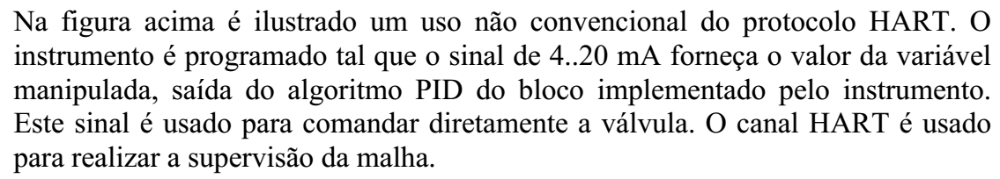 Na figura acima é ilustrado um uso não convencional do protocolo HART. O
instrumento é programado tal que o sinal de 4..20 mA forneça o valor da variável
manipulada, saída do algoritmo PID do bloco implementado pelo instrumento.
Este sinal é usado para comandar diretamente a válvula. O canal HART é usado
para realizar a supervisão da malha.